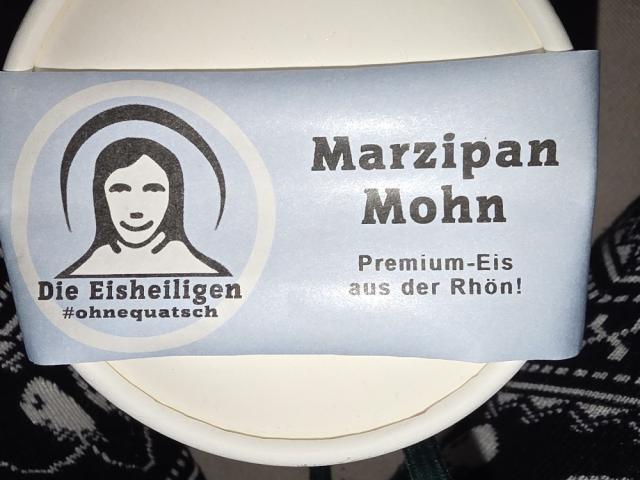 Die Eisheiligen
#ohnequatsch
Marzipan
Mohn
Premium-Eis
aus der Rhön!